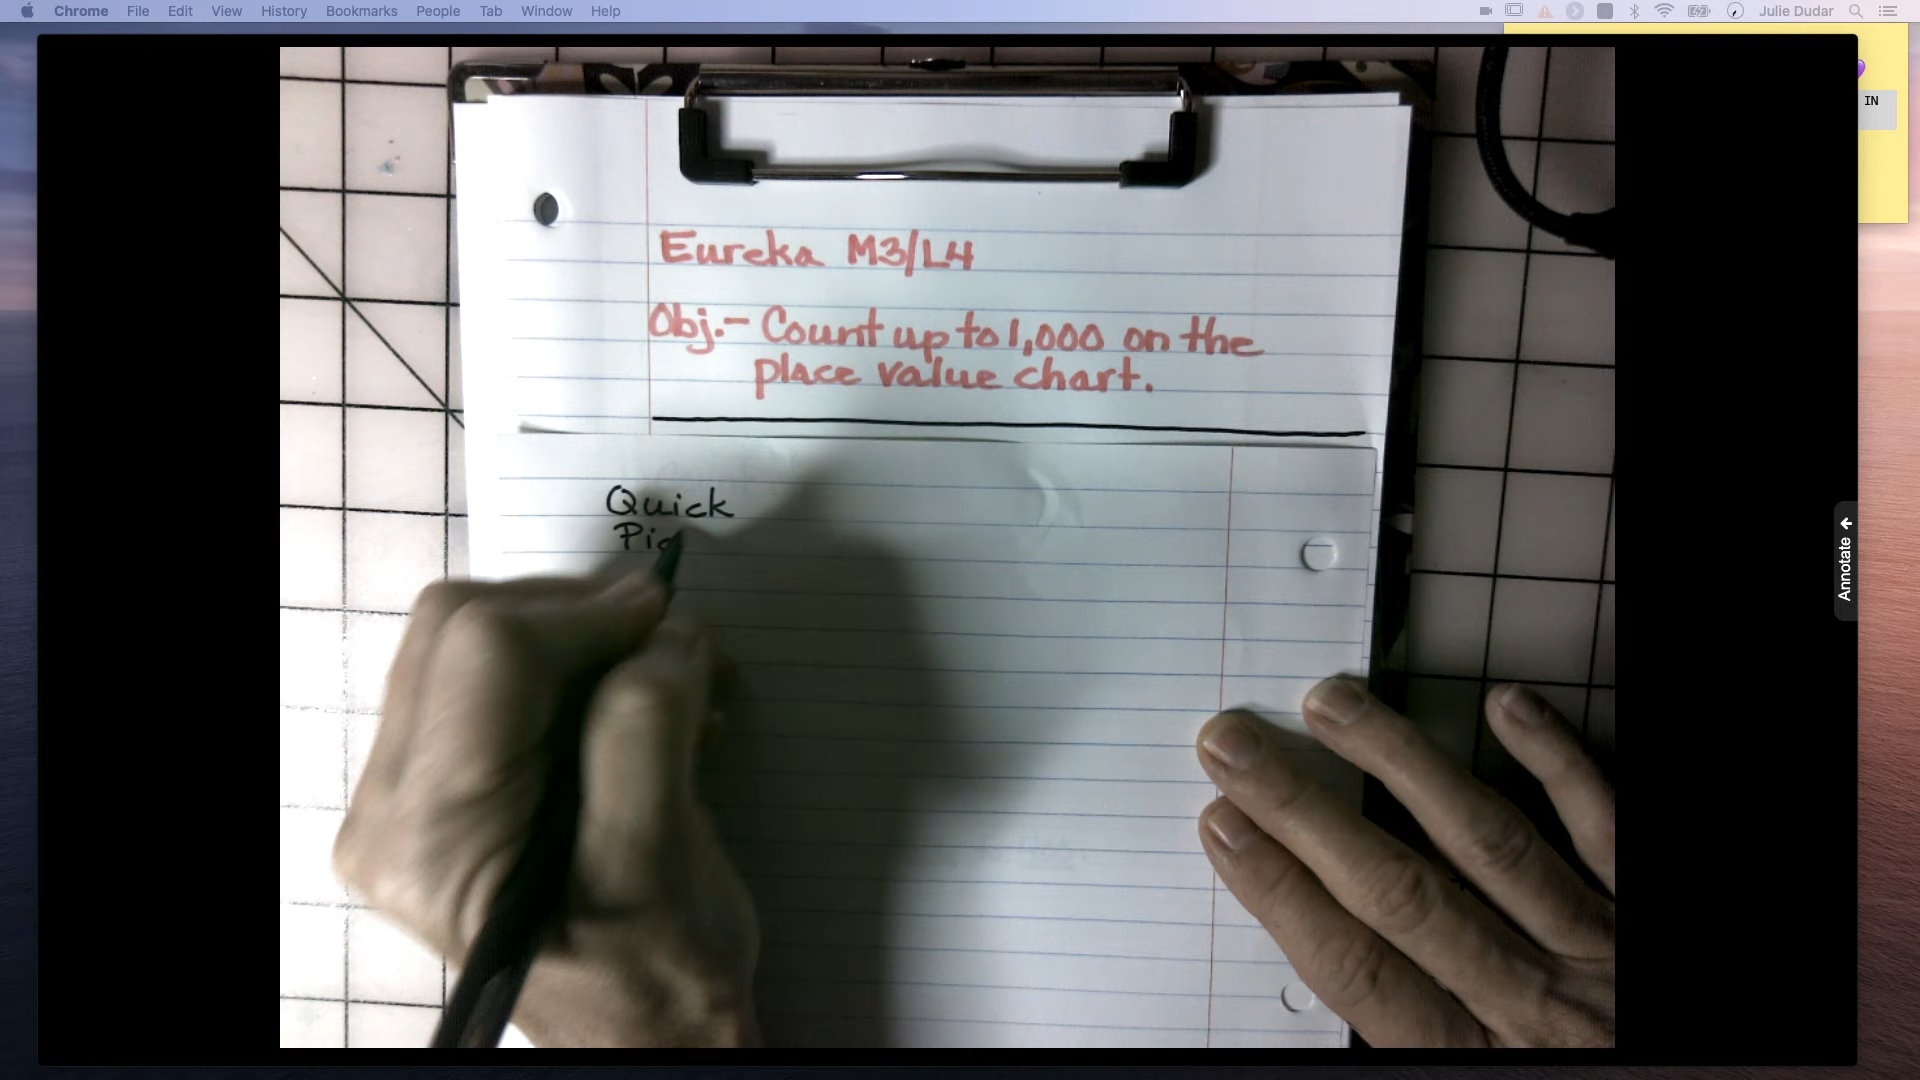 Chrome File Edit View History Bookmarks People Tab Window Help Julie Dudar
IN
Eureka M3/L4
Obj.- Count up to 1,000 on the
place value chart.
Quick
Pic
Annotate